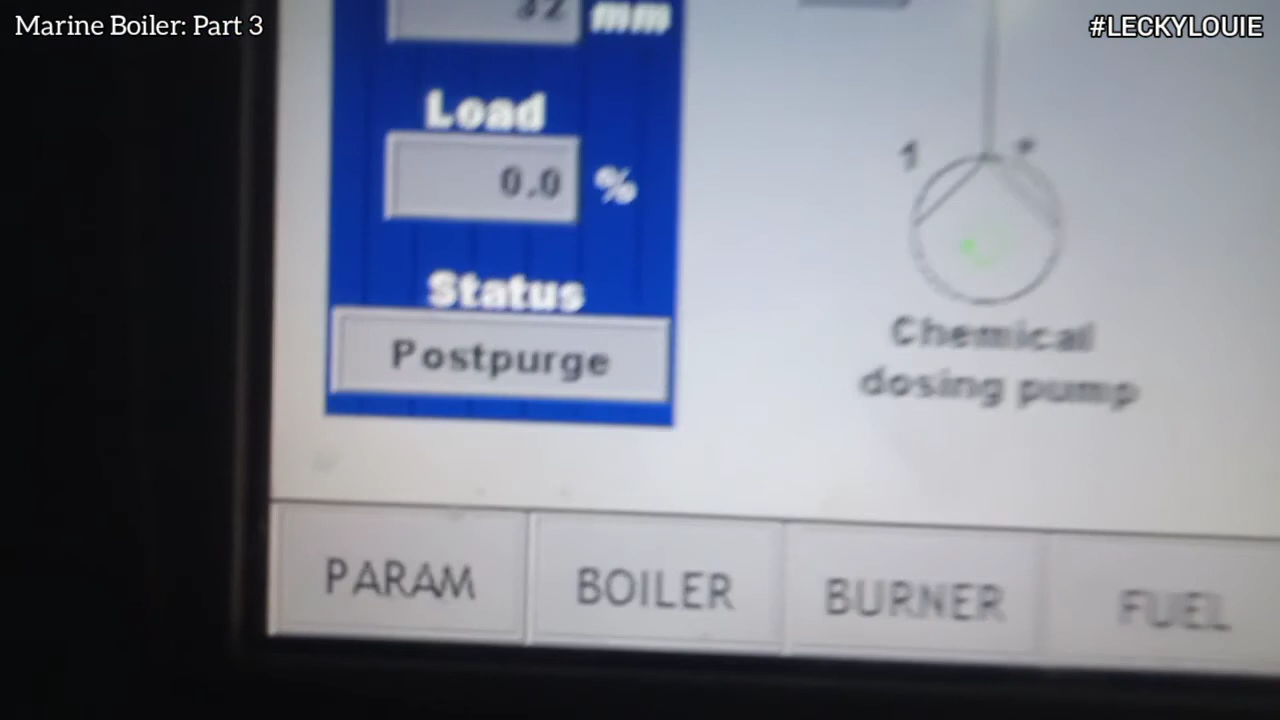 Marine Boiler: Part 3
#LECKYLOUIE
32 mm
Load
0.0 %
Status
Postpurge
1
Chemical
dosing pump
PARAM
BOILER
BURNER
FUEL